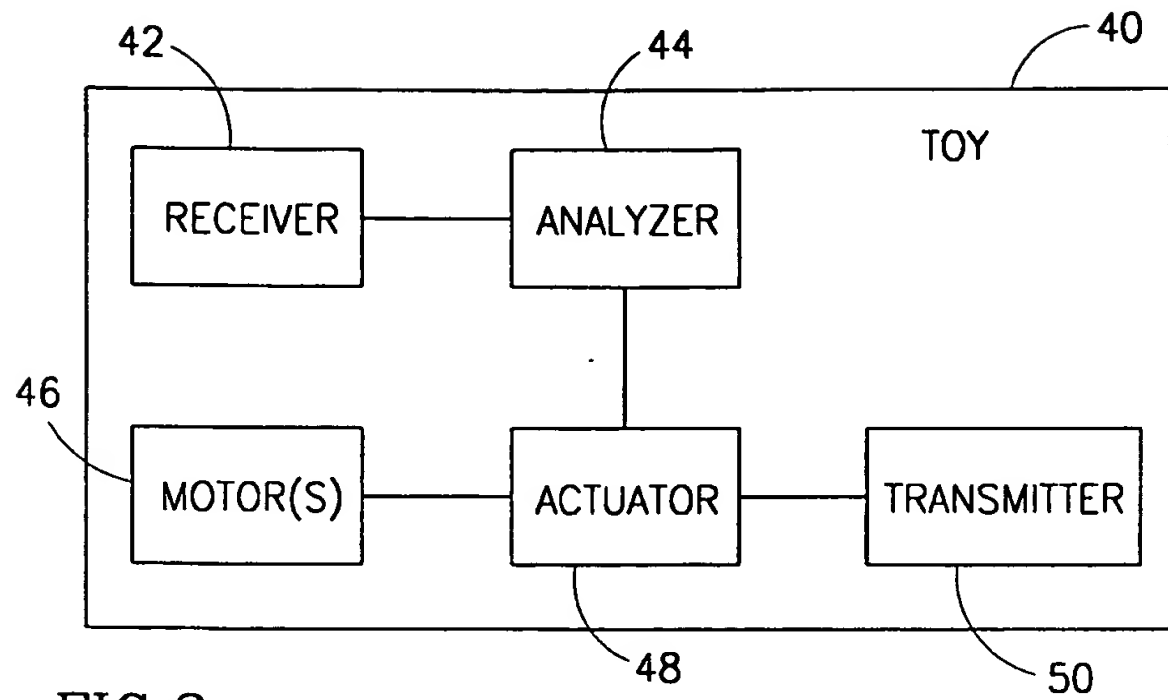 42
44
40
TOY
RECEIVER
ANALYZER
46
MOTOR(S)
ACTUATOR
TRANSMITTER
48
50